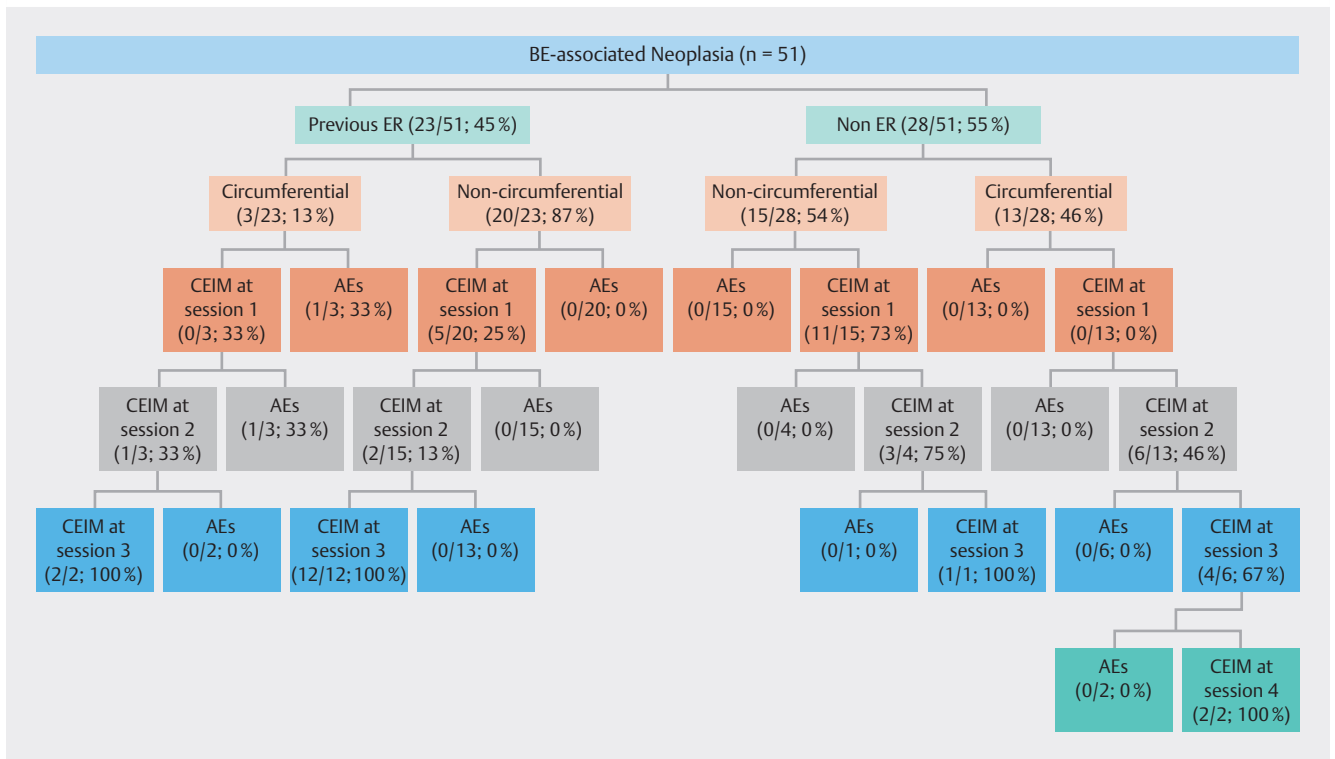 BE-associated Neoplasia (n = 51)
Previous ER (23/51; 45 %)
Non ER (28/51; 55 %)
Circumferential
(3/23; 13 %)
Non-circumferential
(20/23; 87 %)
Non-circumferential
(15/28; 54 %)
Circumferential
(13/28; 46 %)
CEIM at
session 1
(0/3; 33 %)
AEs
(1/3; 33 %)
CEIM at
session 1
(5/20; 25 %)
AEs
(0/20; 0 %)
AEs
(0/15; 0 %)
CEIM at
session 1
(11/15; 73 %)
AEs
(0/13; 0 %)
CEIM at
session 1
(0/13; 0 %)
CEIM at
session 2
(1/3; 33 %)
AEs
(1/3; 33 %)
CEIM at
session 2
(2/15; 13 %)
AEs
(0/15; 0 %)
AEs
(0/4; 0 %)
CEIM at
session 2
(3/4; 75 %)
AEs
(0/13; 0 %)
CEIM at
session 2
(6/13; 46 %)
CEIM at
session 3
(2/2; 100 %)
AEs
(0/2; 0 %)
CEIM at
session 3
(12/12; 100 %)
AEs
(0/13; 0 %)
AEs
(0/1; 0 %)
CEIM at
session 3
(1/1; 100 %)
AEs
(0/6; 0 %)
CEIM at
session 3
(4/6; 67 %)
AEs
(0/2; 0 %)
CEIM at
session 4
(2/2; 100 %)